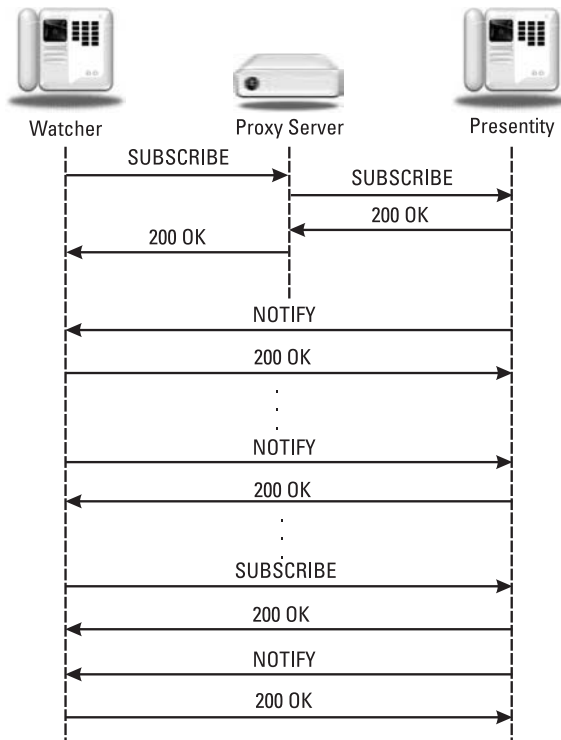 Watcher
Proxy Server
Presentity
SUBSCRIBE
SUBSCRIBE
200 OK
200 OK
NOTIFY
200 OK
NOTIFY
200 OK
SUBSCRIBE
200 OK
NOTIFY
200 OK